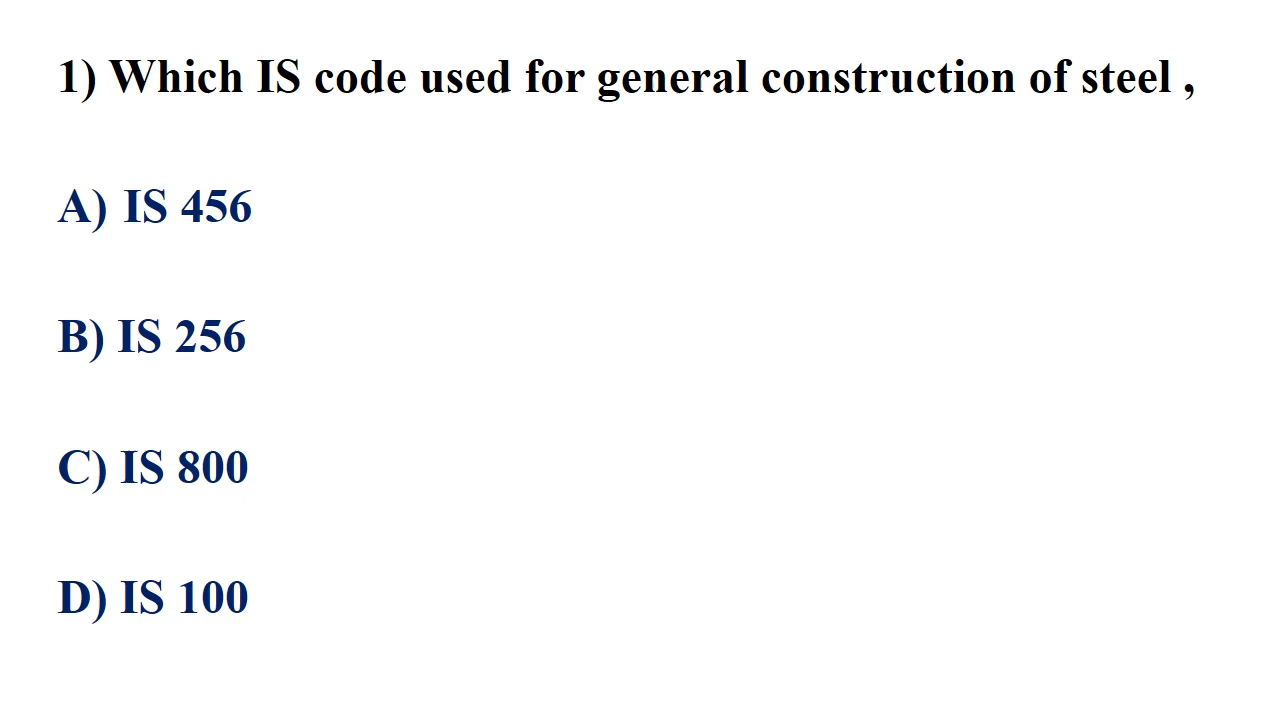 1) Which IS code used for general construction of steel ,
A) IS 456
B) IS 256
C) IS 800
D) IS 100